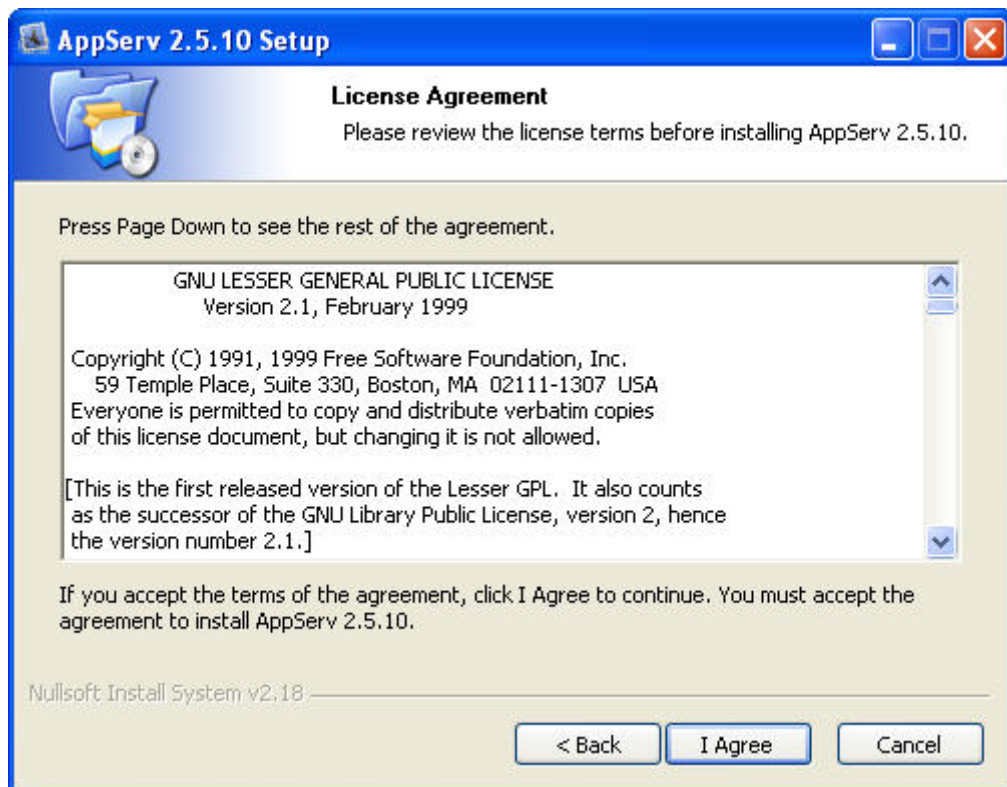 AppServ 2.5.10 Setup
License Agreement
Please review the license terms before installing AppServ 2.5.10.
Press Page Down to see the rest of the agreement.
GNU LESSER GENERAL PUBLIC LICENSE
Version 2.1, February 1999
Copyright (C) 1991, 1999 Free Software Foundation, Inc.
59 Temple Place, Suite 330, Boston, MA  02111-1307  USA
Everyone is permitted to copy and distribute verbatim copies
of this license document, but changing it is not allowed.
[This is the first released version of the Lesser GPL.  It also counts
as the successor of the GNU Library Public License, version 2, hence
the version number 2.1.]
If you accept the terms of the agreement, click I Agree to continue. You must accept the
agreement to install AppServ 2.5.10.
Nullsoft Install System v2.18
< Back
I Agree
Cancel